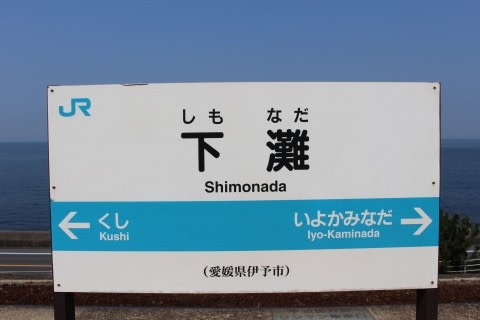 JR
しも なだ
下灘
Shimonada
くし いよかみなだ
Kushi Iyo-Kaminada
（愛媛県伊予市）